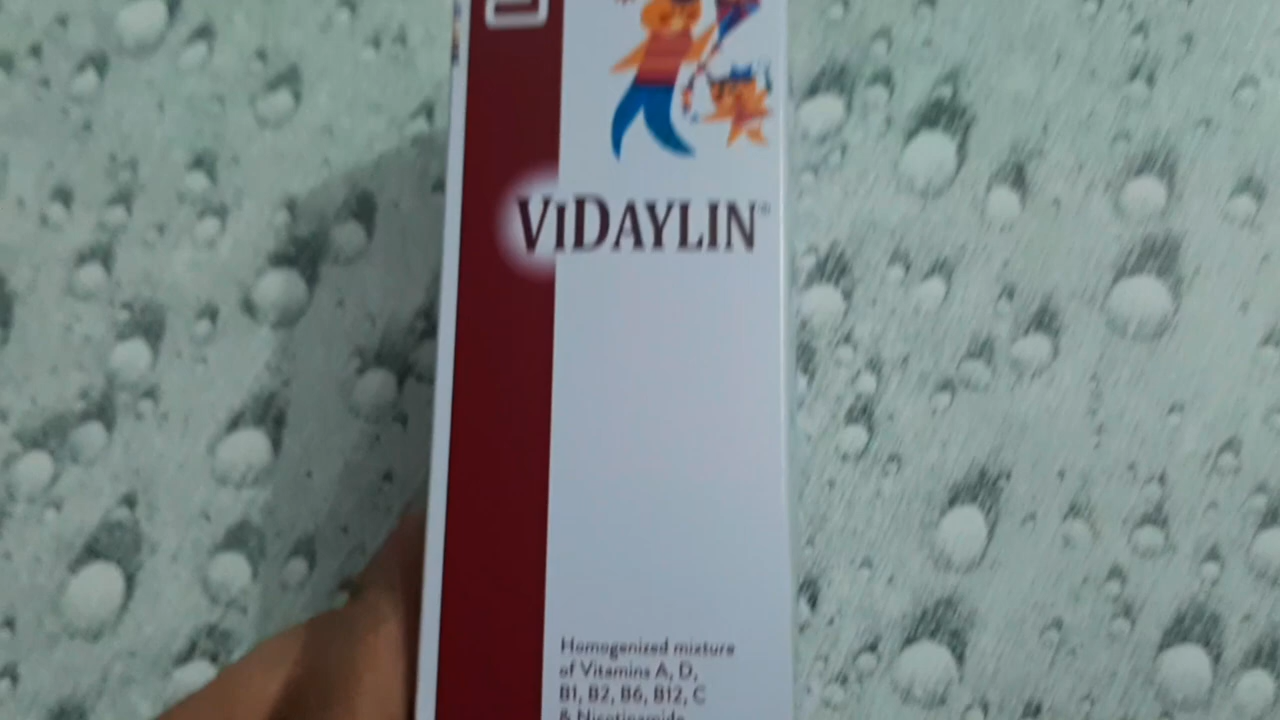 VIDAYLIN®
Homogenized mixture
of Vitamins A, D,
B1, B2, B6, B12, C
& Nicotinamide